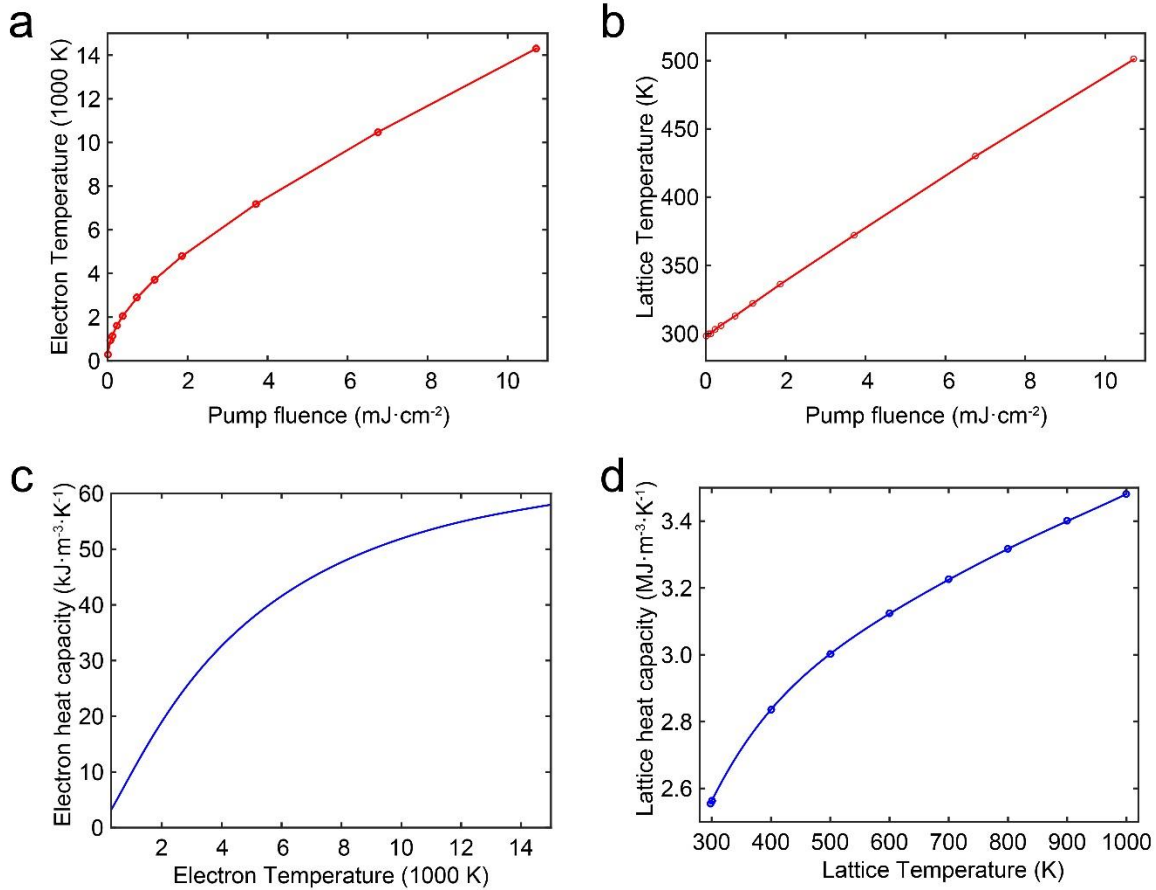 a
Electron Temperature (1000 K)
14
12
10
8
6
4
2
0
0 2 4 6 8 10
Pump fluence (mJ·cm⁻²)
b
Lattice Temperature (K)
500
450
400
350
300
0 2 4 6 8 10
Pump fluence (mJ·cm⁻²)
c
Electron heat capacity (kJ·m⁻³·K⁻¹)
60
50
40
30
20
10
0
2 4 6 8 10 12 14
Electron Temperature (1000 K)
d
Lattice heat capacity (MJ·m⁻³·K⁻¹)
3.4
3.2
3.0
2.8
2.6
300 400 500 600 700 800 900 1000
Lattice Temperature (K)